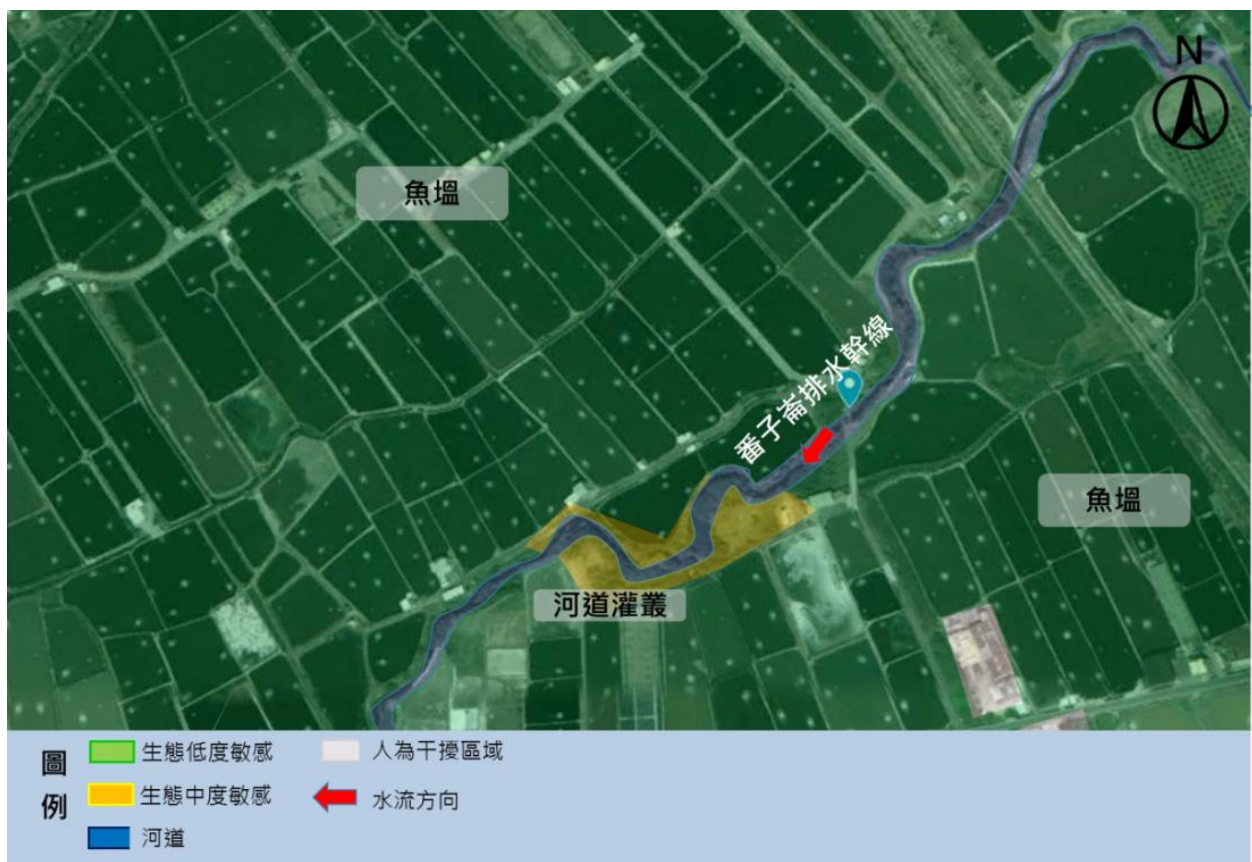 N
魚塭
番子崙排水幹線
魚塭
河道灌叢
圖例
生態低度敏感
人為干擾區域
生態中度敏感
水流方向
河道